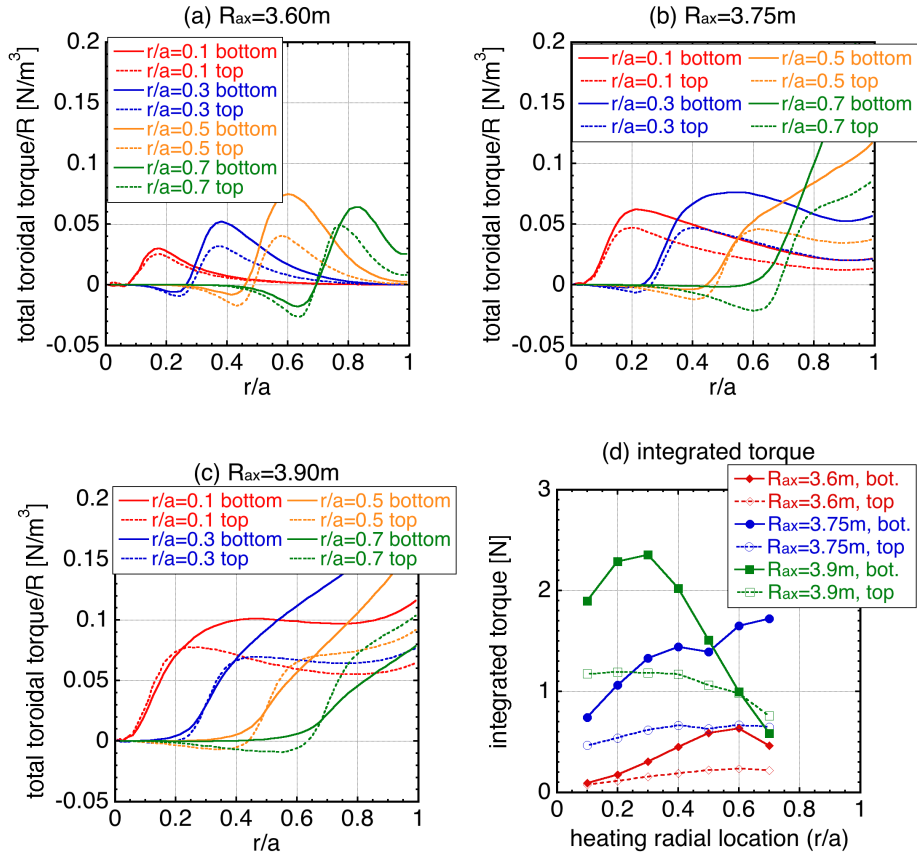 (a) Rax=3.60m
total toroidal torque/R [N/m³]
0.2
0.15
0.1
0.05
0
-0.05
r/a=0.1 bottom
r/a=0.1 top
r/a=0.3 bottom
r/a=0.3 top
r/a=0.5 bottom
r/a=0.5 top
r/a=0.7 bottom
r/a=0.7 top
0 0.2 0.4 0.6 0.8 1
r/a
(b) Rax=3.75m
total toroidal torque/R [N/m³]
0.2
0.15
0.1
0.05
0
-0.05
r/a=0.1 bottom
r/a=0.1 top
r/a=0.3 bottom
r/a=0.3 top
r/a=0.5 bottom
r/a=0.5 top
r/a=0.7 bottom
r/a=0.7 top
0 0.2 0.4 0.6 0.8 1
r/a
(c) Rax=3.90m
total toroidal torque/R [N/m³]
0.2
0.15
0.1
0.05
0
-0.05
r/a=0.1 bottom
r/a=0.1 top
r/a=0.3 bottom
r/a=0.3 top
r/a=0.5 bottom
r/a=0.5 top
r/a=0.7 bottom
r/a=0.7 top
0 0.2 0.4 0.6 0.8 1
r/a
(d) integrated torque
integrated torque [N]
3
2
1
0
Rax=3.6m, bot.
Rax=3.6m, top
Rax=3.75m, bot.
Rax=3.75m, top
Rax=3.9m, bot.
Rax=3.9m, top
0 0.2 0.4 0.6 0.8 1
heating radial location (r/a)